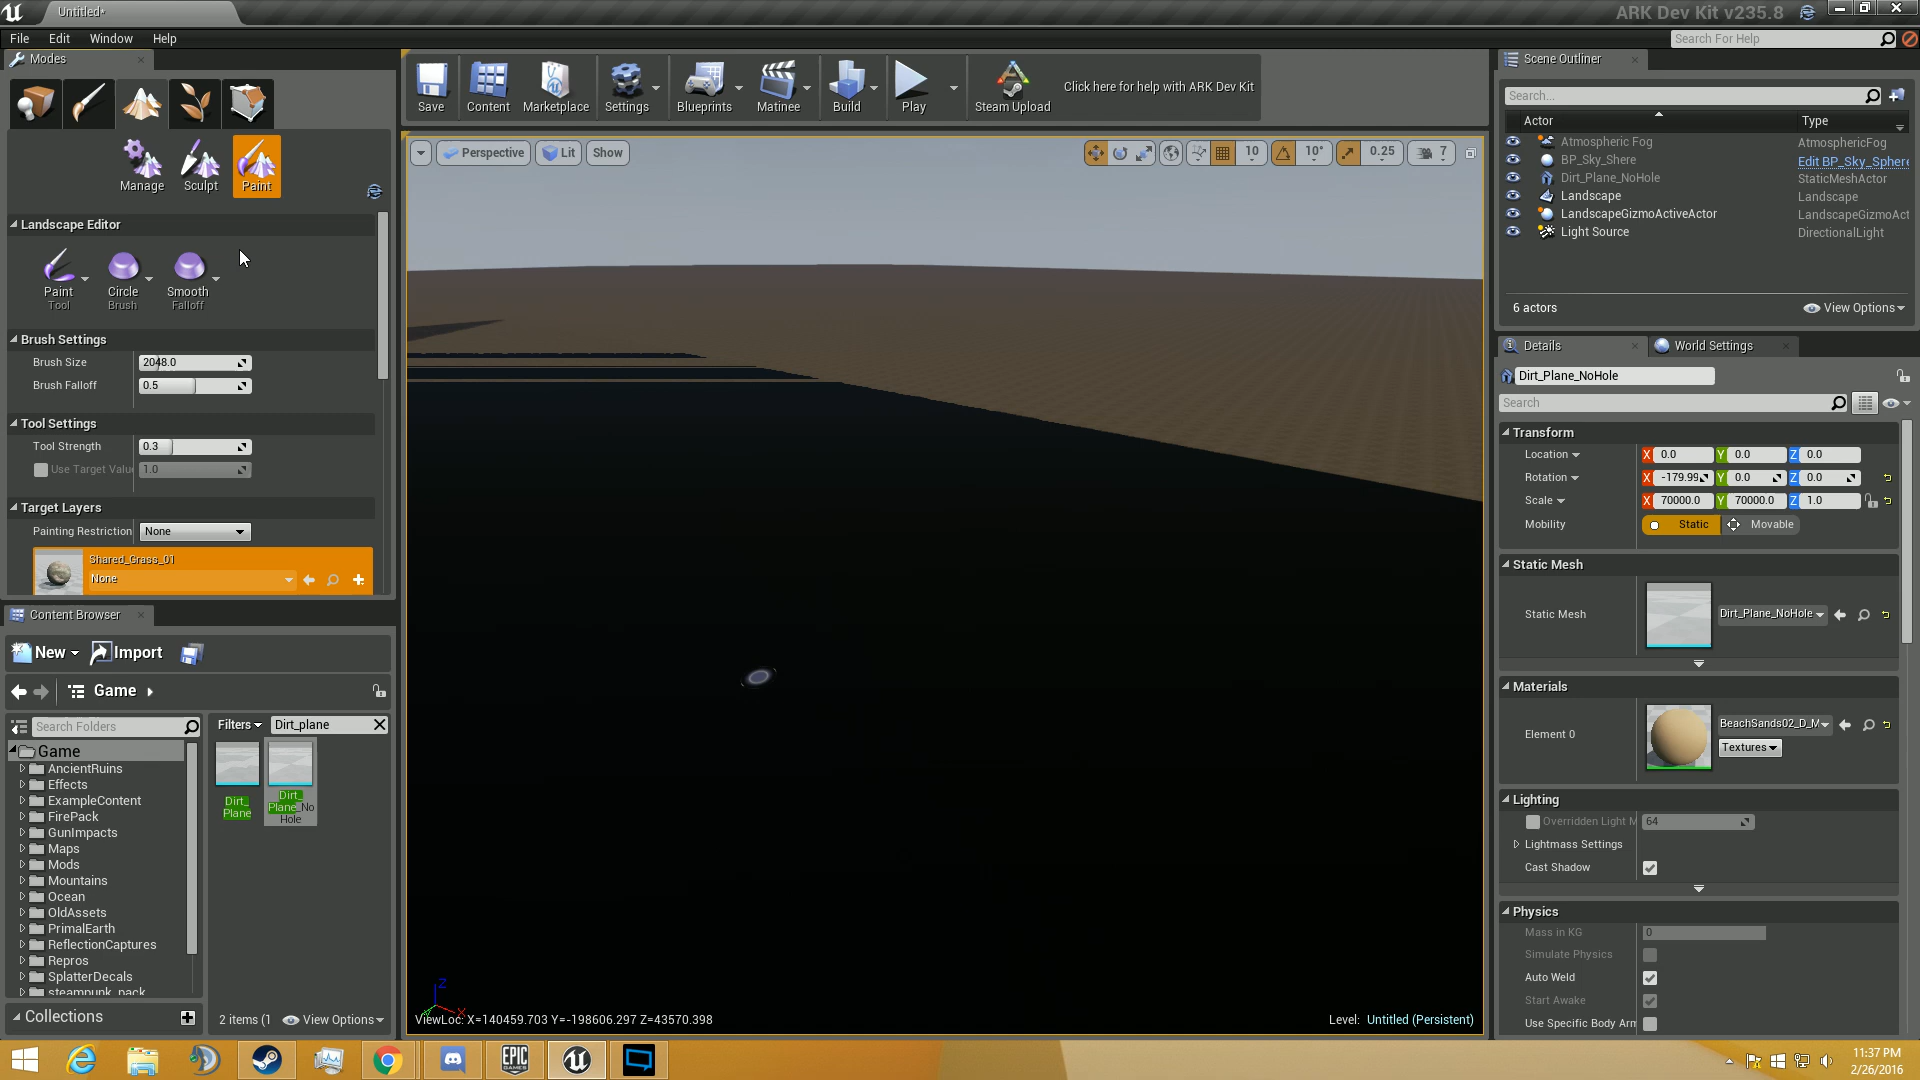 Untitled*
ARK Dev Kit v235.8
File Edit Window Help
Search For Help
Modes
Manage Sculpt Paint
Landscape Editor
Paint Circle Smooth
Tool Brush Falloff
Brush Settings
Brush Size 2048.0
Brush Falloff 0.5
Tool Settings
Tool Strength 0.3
Use Target Valu 1.0
Target Layers
Painting Restriction None
Shared_Grass_01
None
Content Browser
New Import
Game
Search Folders
Game
AncientRuins
Effects
ExampleContent
FirePack
GunImpacts
Maps
Mods
Mountains
Ocean
OldAssets
PrimalEarth
ReflectionCaptures
Repros
SplatterDecals
steampunk_pack
Collections
Filters Dirt_plane
Dirt_
Plane
Dirt_
Plane_No
Hole
2 items (1 View Options
Save Content Marketplace Settings Blueprints Matinee Build Play Steam Upload
Click here for help with ARK Dev Kit
Perspective Lit Show
10 10° 0.25 7
ViewLoc: X=140459.703 Y=-198606.297 Z=43570.398
Level: Untitled (Persistent)
Scene Outliner
Search...
Actor Type
Atmospheric Fog AtmosphericFog
BP_Sky_Shere Edit BP_Sky_Sphere
Dirt_Plane_NoHole StaticMeshActor
Landscape Landscape
LandscapeGizmoActiveActor LandscapeGizmoAct
Light Source DirectionalLight
6 actors View Options
Details World Settings
Dirt_Plane_NoHole
Search
Transform
Location X 0.0 Y 0.0 Z 0.0
Rotation X -179.99 Y 0.0 Z 0.0
Scale X 70000.0 Y 70000.0 Z 1.0
Mobility Static Movable
Static Mesh
Static Mesh Dirt_Plane_NoHole
Materials
Element 0 BeachSands02_D_M
Textures
Lighting
Overridden Light M 64
Lightmass Settings
Cast Shadow
Physics
Mass in KG 0
Simulate Physics
Auto Weld
Start Awake
Use Specific Body Arm
Z
X
Y
EPIC
GAMES
11:37 PM
2/26/2016